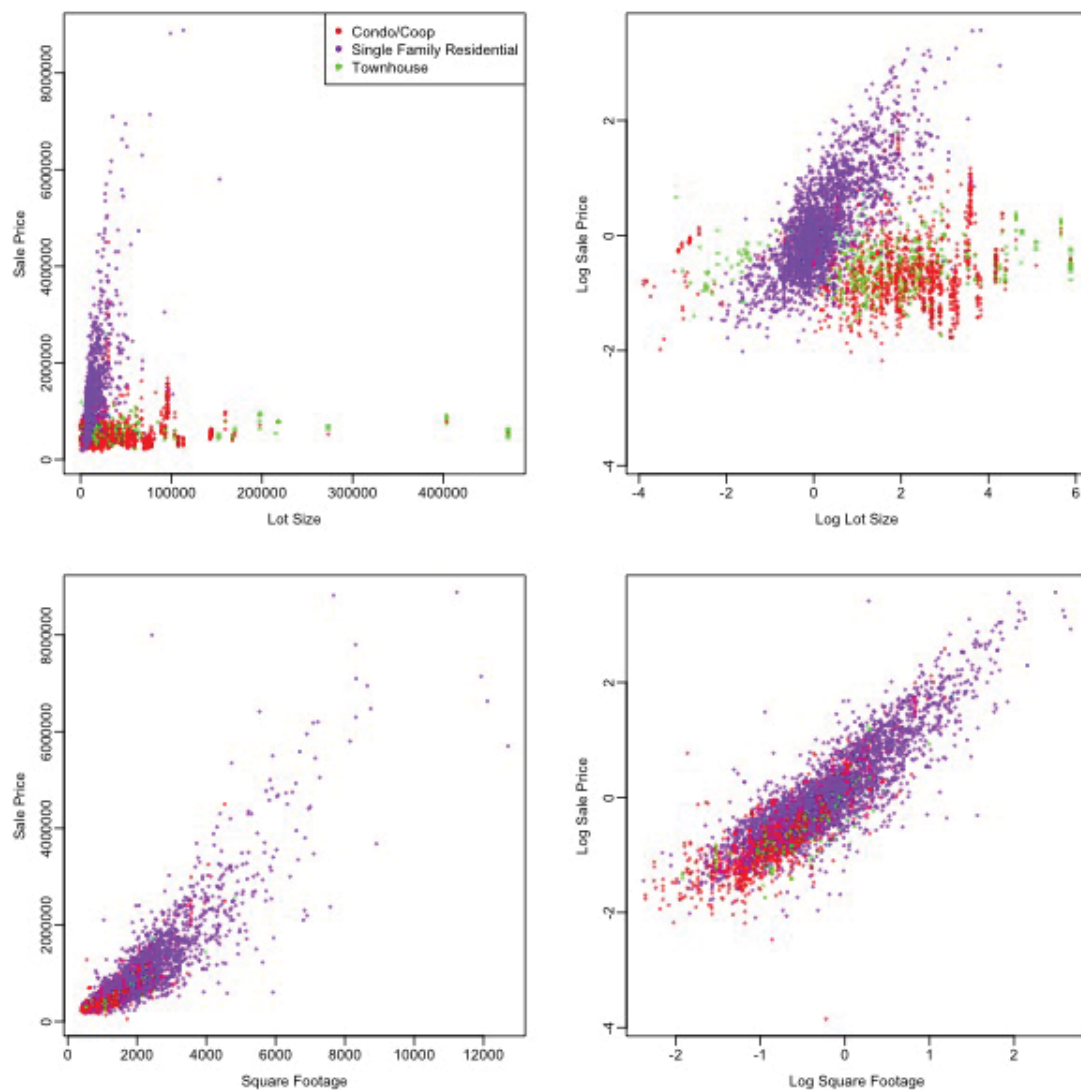 Condo/Coop
Single Family Residential
Townhouse
Sale Price
8000000
6000000
4000000
2000000
0
0 100000 200000 300000 400000
Lot Size
Log Sale Price
2
0
-2
-4
-4 -2 0 2 4 6
Log Lot Size
Sale Price
8000000
6000000
4000000
2000000
0
0 2000 4000 6000 8000 10000 12000
Square Footage
Log Sale Price
2
0
-2
-4
-2 -1 0 1 2
Log Square Footage